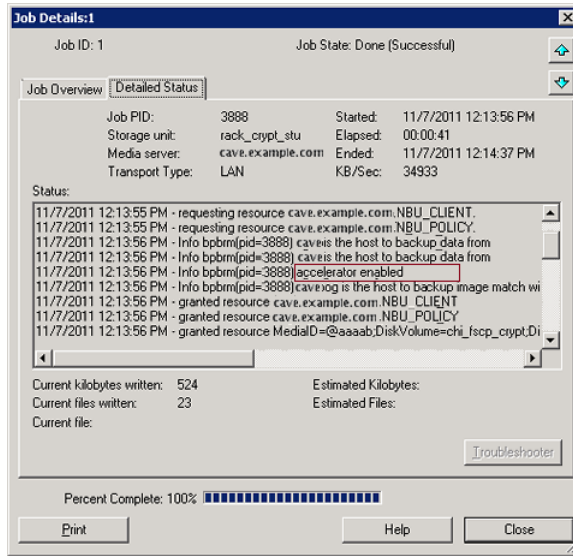 Job Details:1
Job ID: 1 Job State: Done (Successful)
Job Overview Detailed Status
Job PID: 3888 Started: 11/7/2011 12:13:56 PM
Storage unit: rack_crypt_stu Elapsed: 00:00:41
Media server: cave.example.com Ended: 11/7/2011 12:14:37 PM
Transport Type: LAN KB/Sec: 34933
Status:
11/7/2011 12:13:55 PM - requesting resource cave.example.com.NBU_CLIENT.
11/7/2011 12:13:55 PM - requesting resource cave.example.com.NBU_POLICY.
11/7/2011 12:13:56 PM - Info bpbrm(pid=3888) cave is the host to backup data from
11/7/2011 12:13:56 PM - Info bpbrm(pid=3888) cave is the host to backup data from
11/7/2011 12:13:56 PM - Info bpbrm(pid=3888) accelerator enabled
11/7/2011 12:13:56 PM - Info bpbrm(pid=3888) cave is the host to backup image match wi
11/7/2011 12:13:56 PM - granted resource cave.example.com.NBU_CLIENT
11/7/2011 12:13:56 PM - granted resource cave.example.com.NBU_POLICY
11/7/2011 12:13:56 PM - granted resource MediaID=@aaaab;DiskVolume=chi_fscp_crypt;Di
Current kilobytes written: 524 Estimated Kilobytes:
Current files written: 23 Estimated Files:
Current file:
Troubleshooter
Percent Complete: 100%
Print Help Close